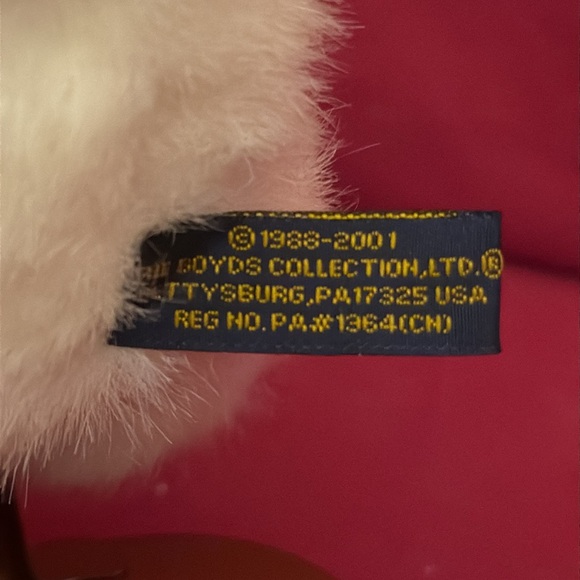 ©1988-2001
BOYDS COLLECTION,LTD.®
TTYSBURG,PA17325 USA
REG NO.PA#1364(CN)